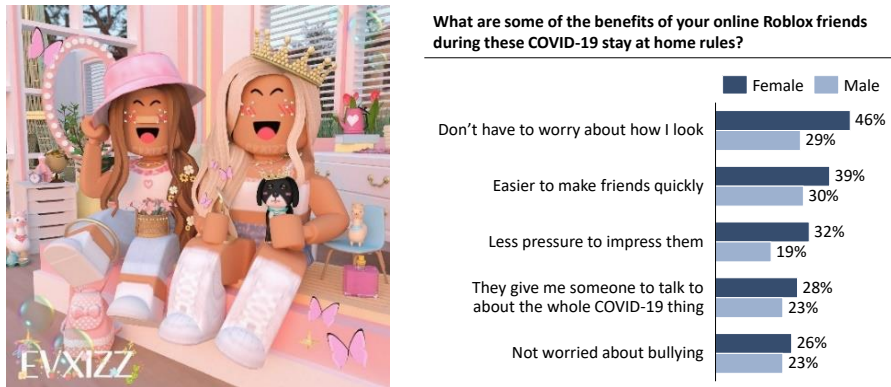 EVXIZZ
What are some of the benefits of your online Roblox friends
during these COVID-19 stay at home rules?
Female Male
Don’t have to worry about how I look
46%
29%
Easier to make friends quickly
39%
30%
Less pressure to impress them
32%
19%
They give me someone to talk to
about the whole COVID-19 thing
28%
23%
Not worried about bullying
26%
23%